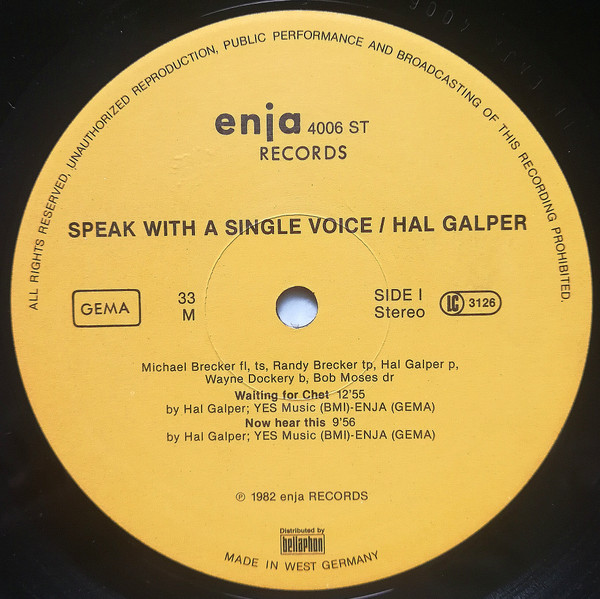 ALL RIGHTS RESERVED, UNAUTHORIZED REPRODUCTION, PUBLIC PERFORMANCE AND BROADCASTING OF THIS RECORDING PROHIBITED.
enja 4006 ST
RECORDS
SPEAK WITH A SINGLE VOICE / HAL GALPER
GEMA
33
M
SIDE I
Stereo
LC 3126
Michael Brecker fl, ts, Randy Brecker tp, Hal Galper p,
Wayne Dockery b, Bob Moses dr
Waiting for Chet 12'55
by Hal Galper; YES Music (BMI)-ENJA (GEMA)
Now hear this 9'56
by Hal Galper; YES Music (BMI)-ENJA (GEMA)
℗ 1982 enja RECORDS
Distributed by
bellaphon
MADE IN WEST GERMANY